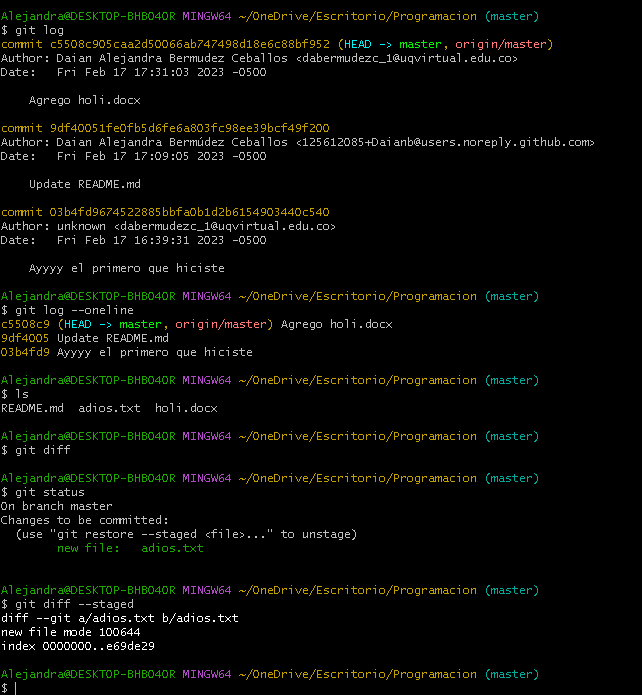 Alejandra@DESKTOP-BHBO4OR MINGW64 ~/OneDrive/Escritorio/Programacion (master)
$ git log
commit c5508c905caa2d50066ab747498d18e6c88bf952 (HEAD -> master, origin/master)
Author: Daian Alejandra Bermudez Ceballos <dabermudezc_1@uqvirtual.edu.co>
Date:   Fri Feb 17 17:31:03 2023 -0500
    Agrego holi.docx
commit 9df40051fe0fb5d6fe6a803fc98ee39bcf49f200
Author: Daian Alejandra Bermúdez Ceballos <125612085+Daianb@users.noreply.github.com>
Date:   Fri Feb 17 17:09:05 2023 -0500
    Update README.md
commit 03b4fd9674522885bbfa0b1d2b6154903440c540
Author: unknown <dabermudezc_1@uqvirtual.edu.co>
Date:   Fri Feb 17 16:39:31 2023 -0500
    Ayyyy el primero que hiciste
Alejandra@DESKTOP-BHBO4OR MINGW64 ~/OneDrive/Escritorio/Programacion (master)
$ git log --oneline
c5508c9 (HEAD -> master, origin/master) Agrego holi.docx
9df4005 Update README.md
03b4fd9 Ayyyy el primero que hiciste
Alejandra@DESKTOP-BHBO4OR MINGW64 ~/OneDrive/Escritorio/Programacion (master)
$ ls
README.md  adios.txt  holi.docx
Alejandra@DESKTOP-BHBO4OR MINGW64 ~/OneDrive/Escritorio/Programacion (master)
$ git diff
Alejandra@DESKTOP-BHBO4OR MINGW64 ~/OneDrive/Escritorio/Programacion (master)
$ git status
On branch master
Changes to be committed:
  (use "git restore --staged <file>..." to unstage)
        new file:   adios.txt
Alejandra@DESKTOP-BHBO4OR MINGW64 ~/OneDrive/Escritorio/Programacion (master)
$ git diff --staged
diff --git a/adios.txt b/adios.txt
new file mode 100644
index 0000000..e69de29
Alejandra@DESKTOP-BHBO4OR MINGW64 ~/OneDrive/Escritorio/Programacion (master)
$